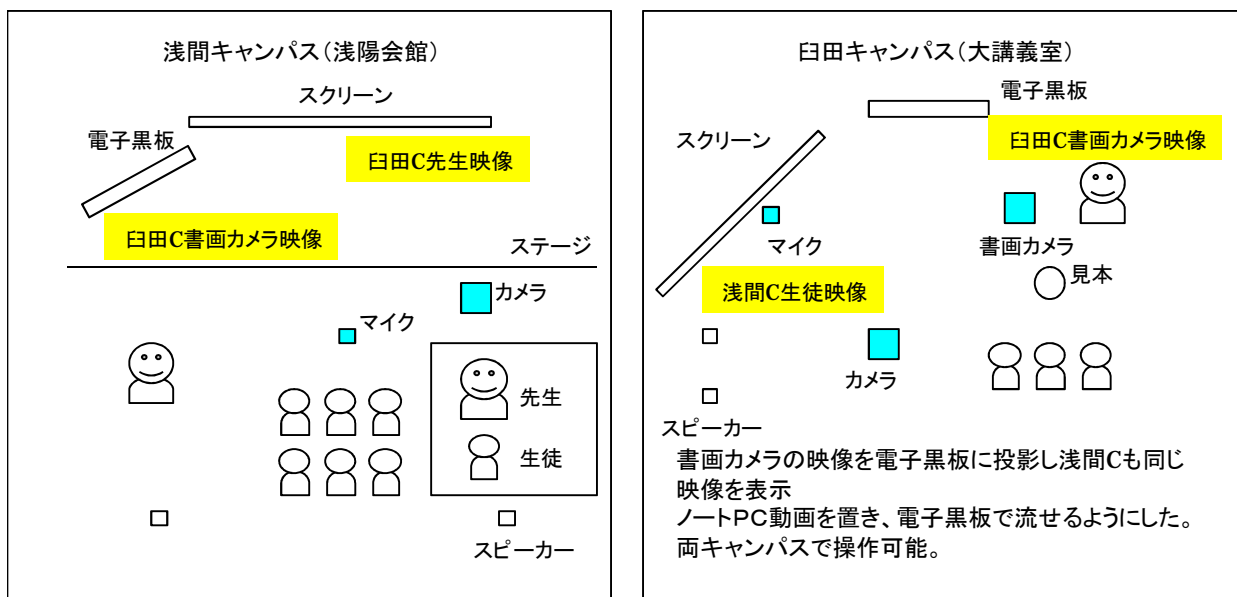 浅間キャンパス(浅陽会館)
スクリーン
電子黒板
臼田C先生映像
臼田C書画カメラ映像
ステージ
カメラ
マイク
先生
生徒
スピーカー
臼田キャンパス(大講義室)
電子黒板
スクリーン
臼田C書画カメラ映像
マイク
書画カメラ
見本
浅間C生徒映像
カメラ
スピーカー
書画カメラの映像を電子黒板に投影し浅間Cも同じ
映像を表示
ノートPC動画を置き、電子黒板で流せるようにした。
両キャンパスで操作可能。